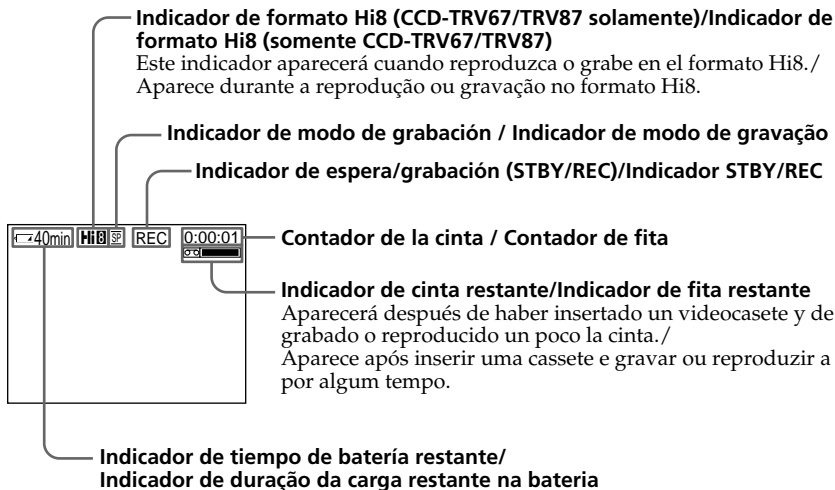 Indicador de formato Hi8 (CCD-TRV67/TRV87 solamente)/Indicador de
formato Hi8 (somente CCD-TRV67/TRV87)
Este indicador aparecerá cuando reproduzca o grabe en el formato Hi8./
Aparece durante a reprodução ou gravação no formato Hi8.
Indicador de modo de grabación / Indicador de modo de gravação
Indicador de espera/grabación (STBY/REC)/Indicador STBY/REC
40min Hi8 SP REC 0:00:01
Contador de la cinta / Contador de fita
Indicador de cinta restante/Indicador de fita restante
Aparecerá después de haber insertado un videocasete y de
grabado o reproducido un poco la cinta./
Aparece após inserir uma cassete e gravar ou reproduzir a
por algum tempo.
Indicador de tiempo de batería restante/
Indicador de duração da carga restante na bateria